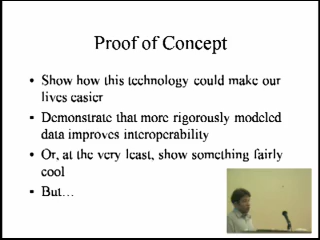 Proof of Concept
• Show how this technology could make our
lives easier
• Demonstrate that more rigorously modeled
data improves interoperability
• Or, at the very least, show something fairly
cool
• But…